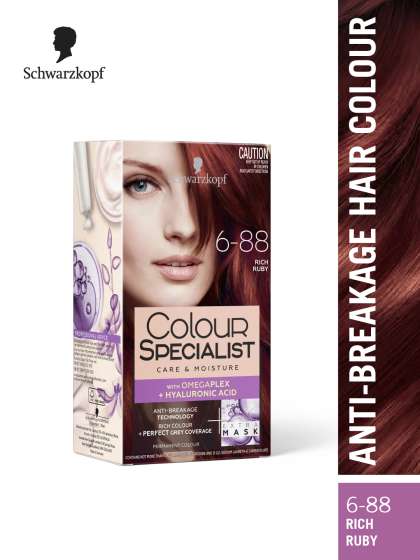 Schwarzkopf
CAUTION
Schwarzkopf
6-88
RICH
RUBY
COLOUR
SPECIALIST
CARE & MOISTURE
WITH OMEGAPLEX
+ HYALURONIC ACID
ANTI-BREAKAGE
TECHNOLOGY
RICH COLOUR
+ PERFECT GREY COVERAGE
PERMANENT COLOUR
EXTRA
MASK
ANTI-BREAKAGE HAIR COLOUR
6-88
RICH
RUBY